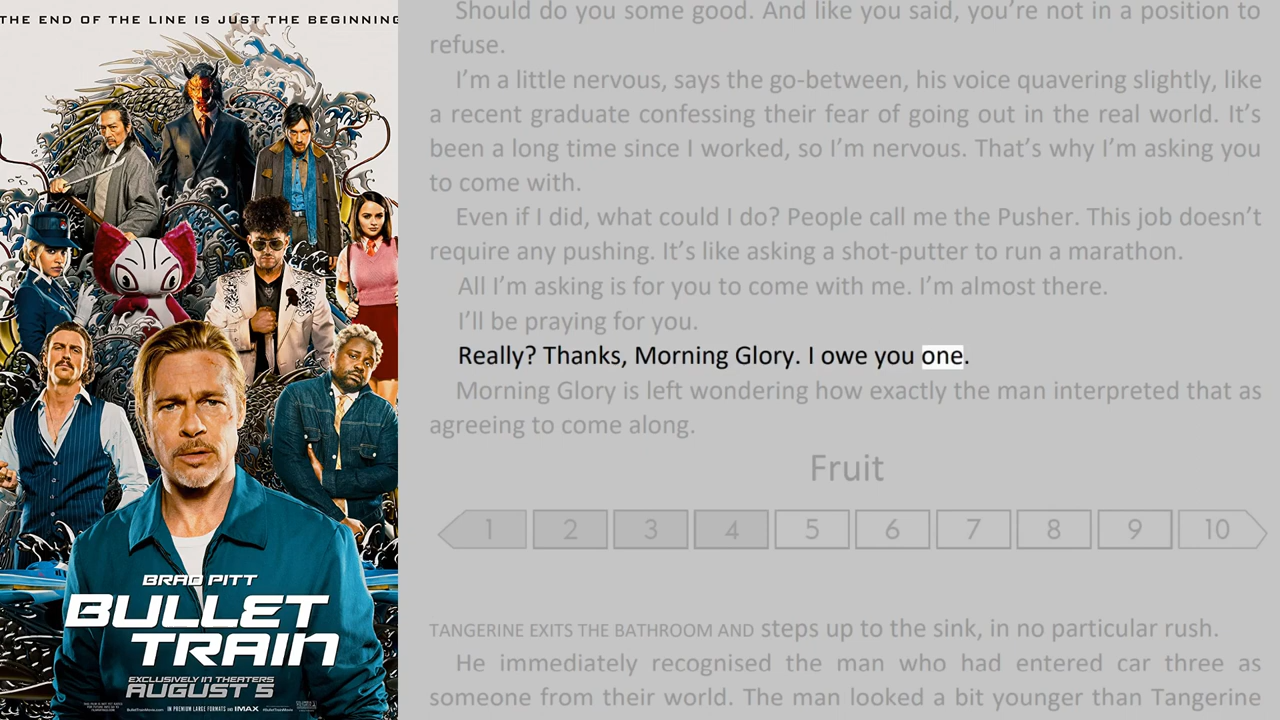 THE END OF THE LINE IS JUST THE BEGINNING
BRAD PITT
BULLET
TRAIN
EXCLUSIVELY IN THEATERS
AUGUST 5
BulletTrainMovie.com
IN PREMIUM LARGE FORMATS AND IMAX
#BulletTrainMovie
Should do you some good. And like you said, you’re not in a position to
refuse.
I’m a little nervous, says the go-between, his voice quavering slightly, like
a recent graduate confessing their fear of going out in the real world. It’s
been a long time since I worked, so I’m nervous. That’s why I’m asking you
to come with.
Even if I did, what could I do? People call me the Pusher. This job doesn’t
require any pushing. It’s like asking a shot-putter to run a marathon.
All I’m asking is for you to come with me. I’m almost there.
I’ll be praying for you.
Really? Thanks, Morning Glory. I owe you one.
Morning Glory is left wondering how exactly the man interpreted that as
agreeing to come along.
Fruit
1 2 3 4 5 6 7 8 9 10
TANGERINE EXITS THE BATHROOM AND steps up to the sink, in no particular rush.
He immediately recognised the man who had entered car three as
someone from their world. The man looked a bit younger than Tangerine